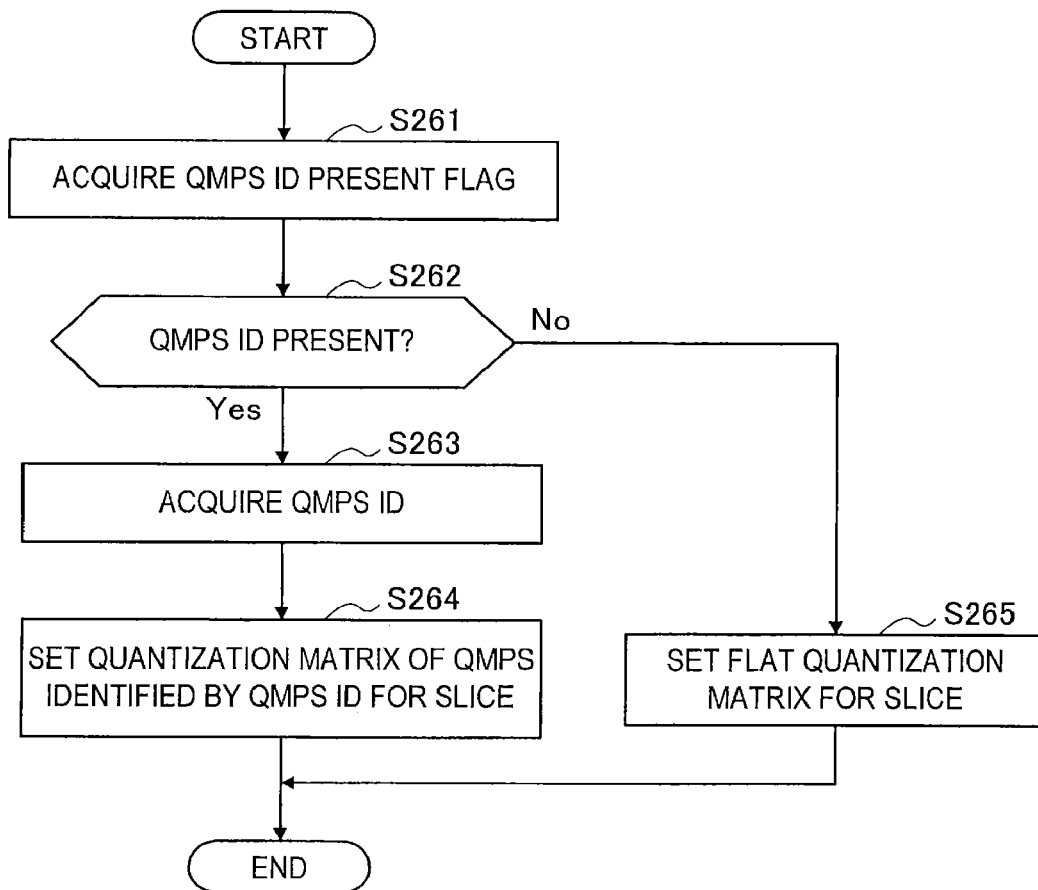 START
S261
ACQUIRE QMPS ID PRESENT FLAG
S262
QMPS ID PRESENT?
No
Yes
S263
ACQUIRE QMPS ID
S264
SET QUANTIZATION MATRIX OF QMPS
IDENTIFIED BY QMPS ID FOR SLICE
S265
SET FLAT QUANTIZATION
MATRIX FOR SLICE
END